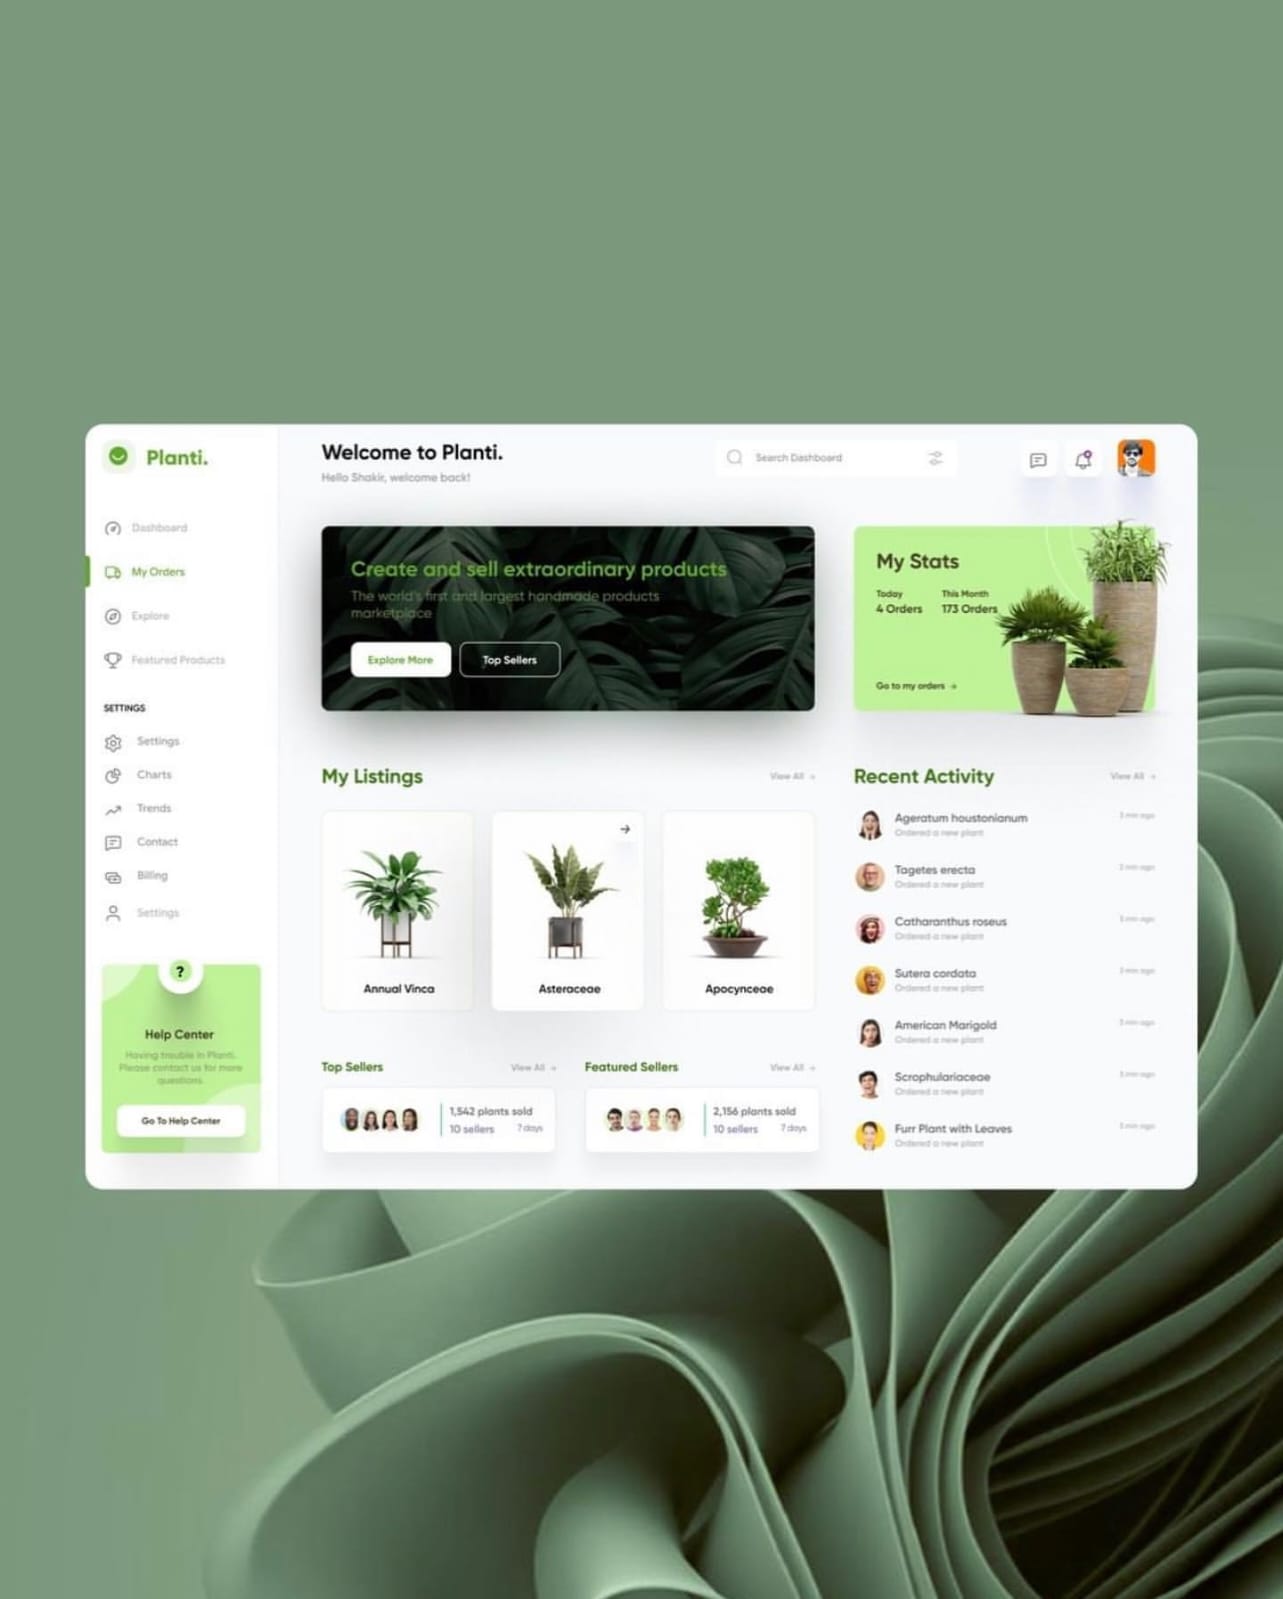 Planti.
Dashboard
My Orders
Explore
Featured Products
SETTINGS
Settings
Charts
Trends
Contact
Billing
Settings
?
Help Center
Having trouble in Planti.
Please contact us for more
questions.
Go To Help Center
Welcome to Planti.
Hello Shakir, welcome back!
Search Dashboard
Create and sell extraordinary products
The world's first and largest handmade products
marketplace
Explore More
Top Sellers
My Stats
Today
This Month
4 Orders
173 Orders
Go to my orders →
My Listings
View All →
Annual Vinca
Asteraceae
Apocynceae
Top Sellers
View All →
1,542 plants sold
10 sellers
7 days
Featured Sellers
View All →
2,156 plants sold
10 sellers
7 days
Recent Activity
View All →
Ageratum houstonianum
3 min ago
Ordered a new plant
Tagetes erecta
3 min ago
Ordered a new plant
Catharanthus roseus
3 min ago
Ordered a new plant
Sutera cordata
3 min ago
Ordered a new plant
American Marigold
3 min ago
Ordered a new plant
Scrophulariaceae
3 min ago
Ordered a new plant
Furr Plant with Leaves
3 min ago
Ordered a new plant